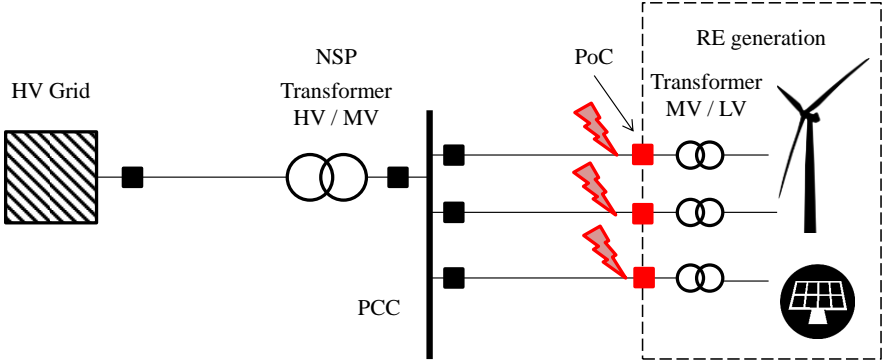 HV Grid
NSP
Transformer
HV / MV
PCC
PoC
RE generation
Transformer
MV / LV